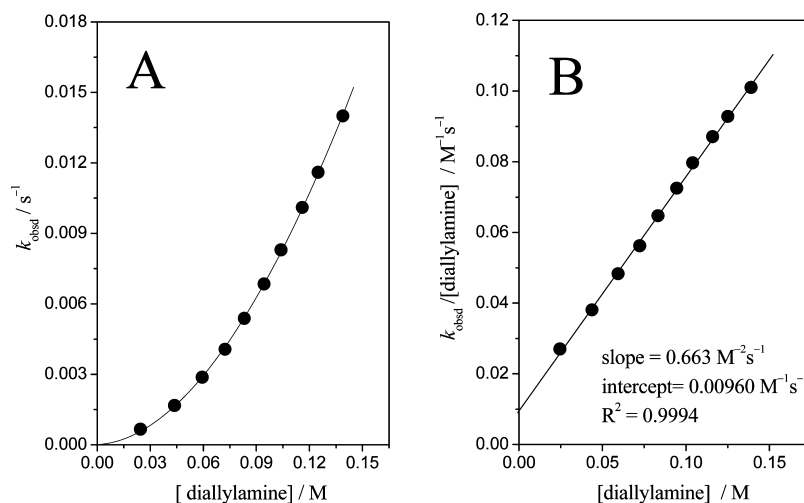 A
0.018
0.015
0.012
0.009
0.006
0.003
0.000
k obsd / s⁻¹
0.00 0.03 0.06 0.09 0.12 0.15
[ diallylamine] / M
B
0.12
0.10
0.08
0.06
0.04
0.02
0.00
k obsd /[diallylamine] / M⁻¹s⁻¹
slope = 0.663 M⁻²s⁻¹
intercept= 0.00960 M⁻¹s⁻
R² = 0.9994
0.00 0.05 0.10 0.15
[diallylamine] / M